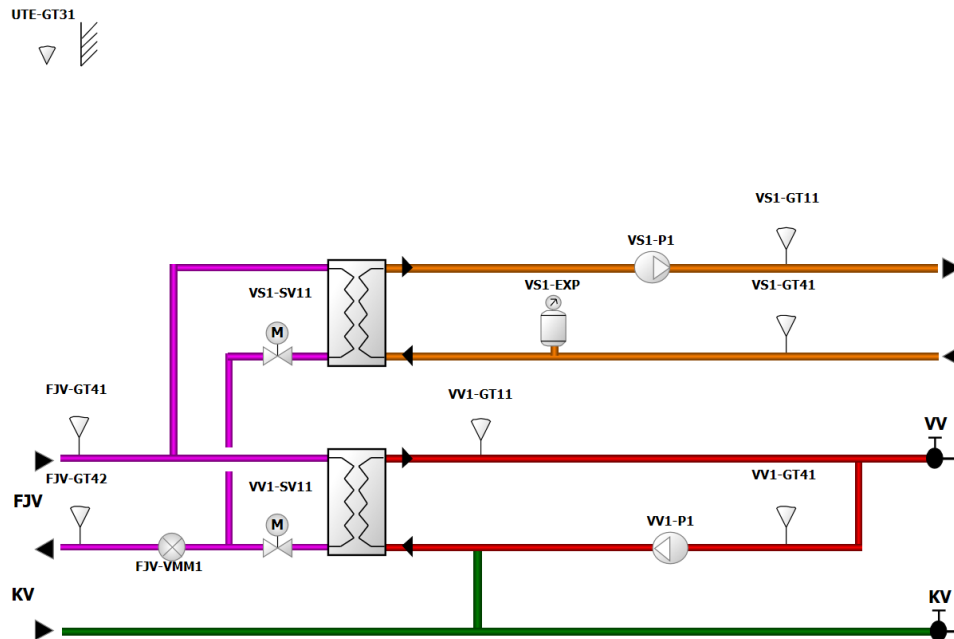 UTE-GT31
VS1-GT11
VS1-P1
VS1-EXP
VS1-GT41
VS1-SV11
M
FJV-GT41
VV1-GT11
VV
FJV-GT42
VV1-SV11
VV1-GT41
FJV
M
VV1-P1
FJV-VMM1
KV
KV